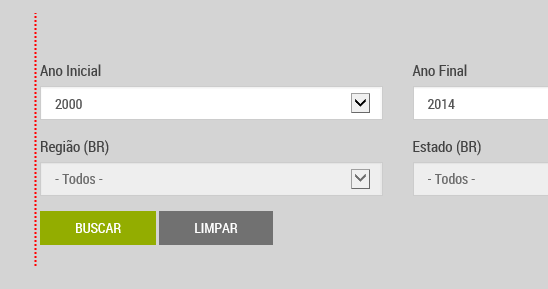 Ano Inicial Ano Final
2000 2014
Região (BR) Estado (BR)
- Todos - - Todos -
BUSCAR LIMPAR